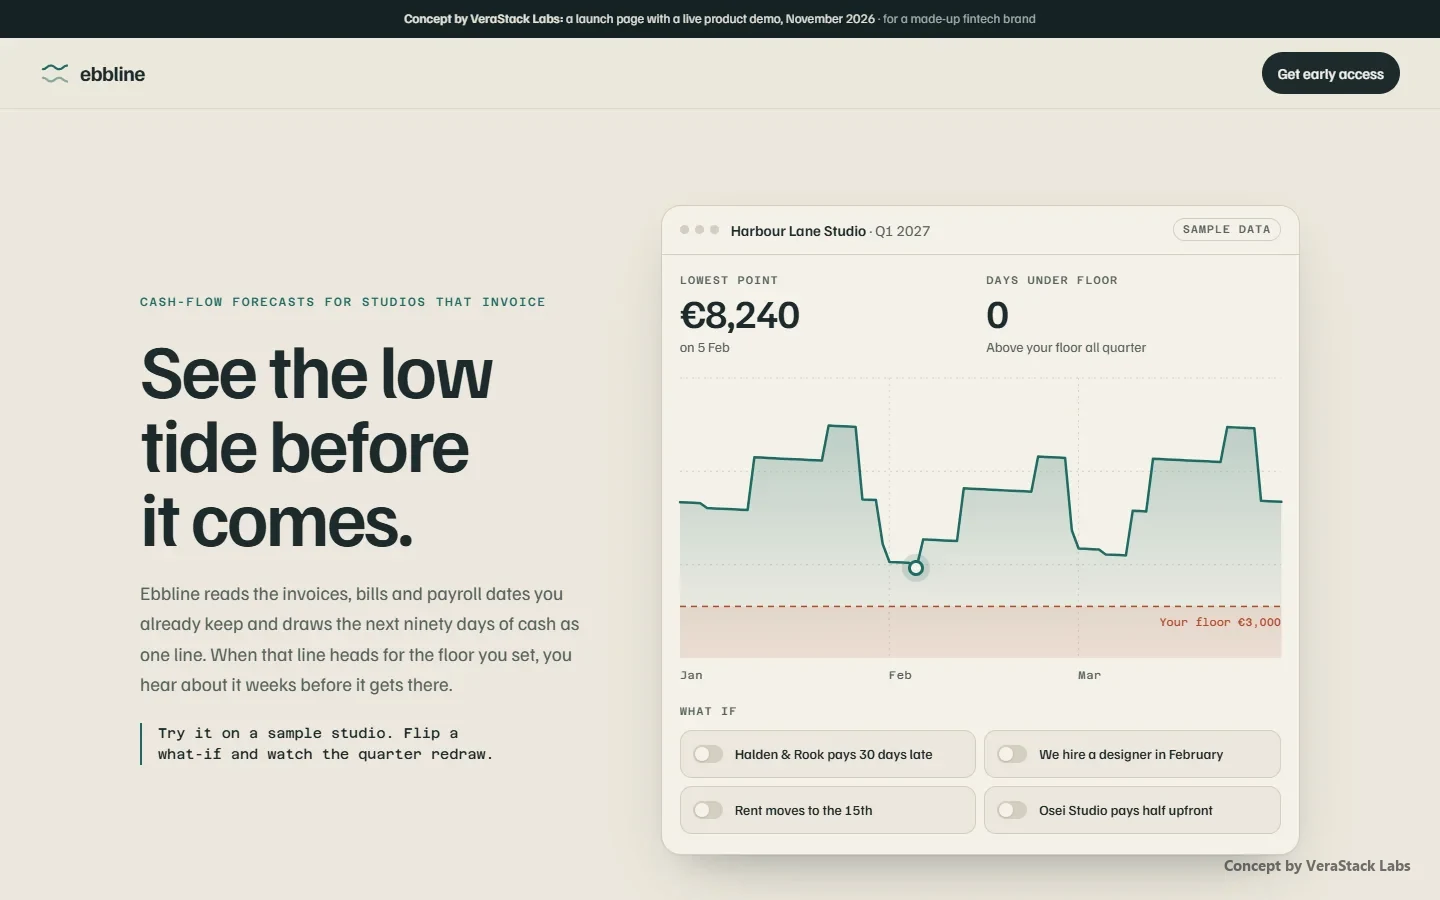 Concept by VeraStack Labs: a launch page with a live product demo, November 2026 · for a made-up fintech brand
ebbline
Get early access
CASH-FLOW FORECASTS FOR STUDIOS THAT INVOICE
See the low
tide before
it comes.
Ebbline reads the invoices, bills and payroll dates you
already keep and draws the next ninety days of cash as
one line. When that line heads for the floor you set, you
hear about it weeks before it gets there.
Try it on a sample studio. Flip a
what-if and watch the quarter redraw.
Harbour Lane Studio · Q1 2027
SAMPLE DATA
LOWEST POINT
€8,240
on 5 Feb
DAYS UNDER FLOOR
0
Above your floor all quarter
Your floor €3,000
Jan
Feb
Mar
WHAT IF
Halden & Rook pays 30 days late
We hire a designer in February
Rent moves to the 15th
Osei Studio pays half upfront
Concept by VeraStack Labs